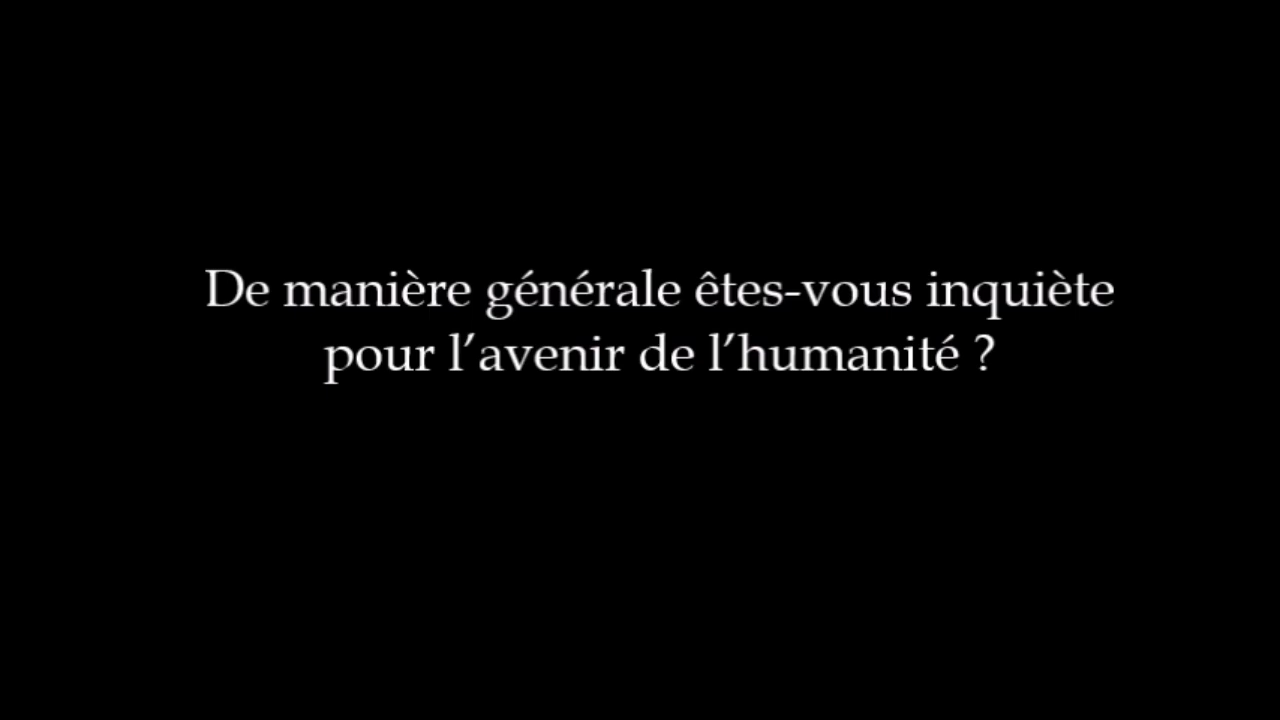 De manière générale êtes-vous inquiète
pour l’avenir de l’humanité ?